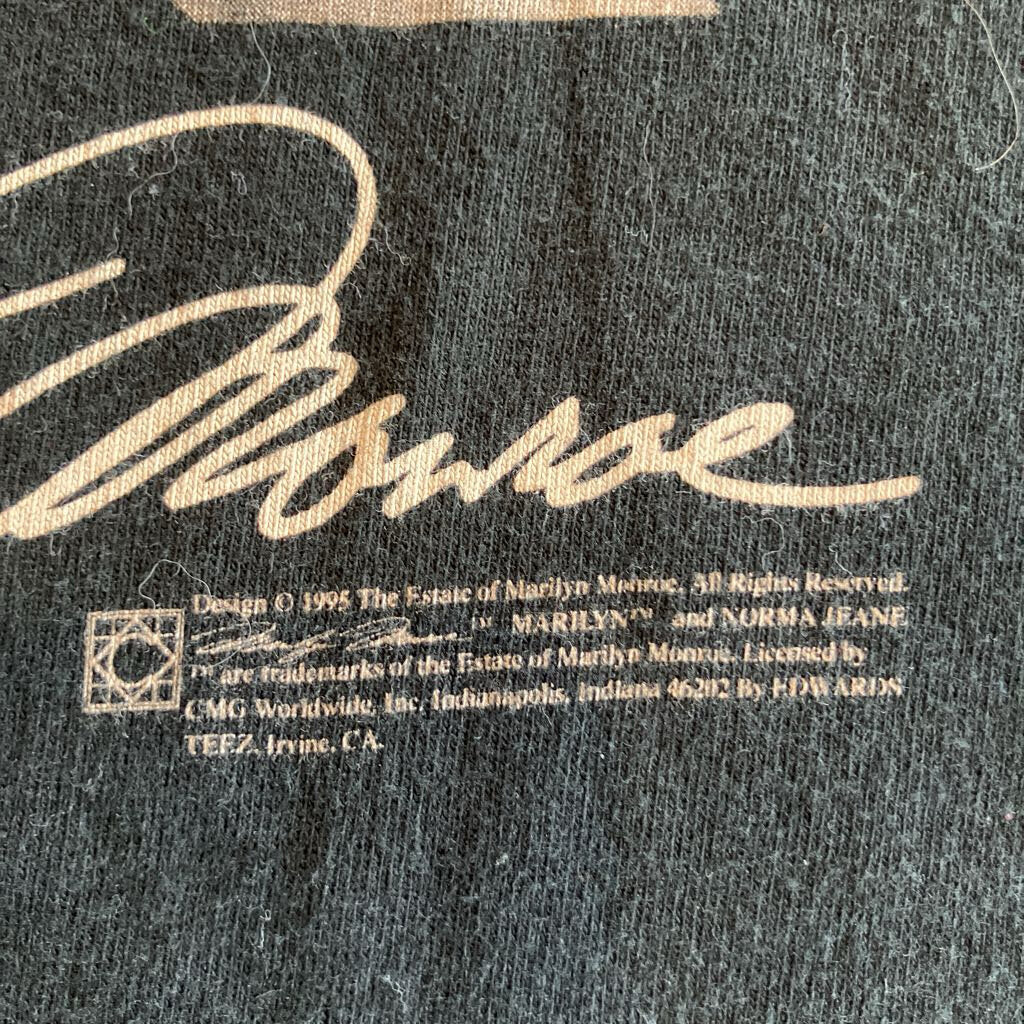 Monroe
Design © 1995 The Estate of Marilyn Monroe. All Rights Reserved.
Marilyn Monroe ™ MARILYN™ and NORMA JEANE
™ are trademarks of the Estate of Marilyn Monroe. Licensed by
CMG Worldwide, Inc. Indianapolis, Indiana 46202 By EDWARDS
TEEZ. Irvine. CA.